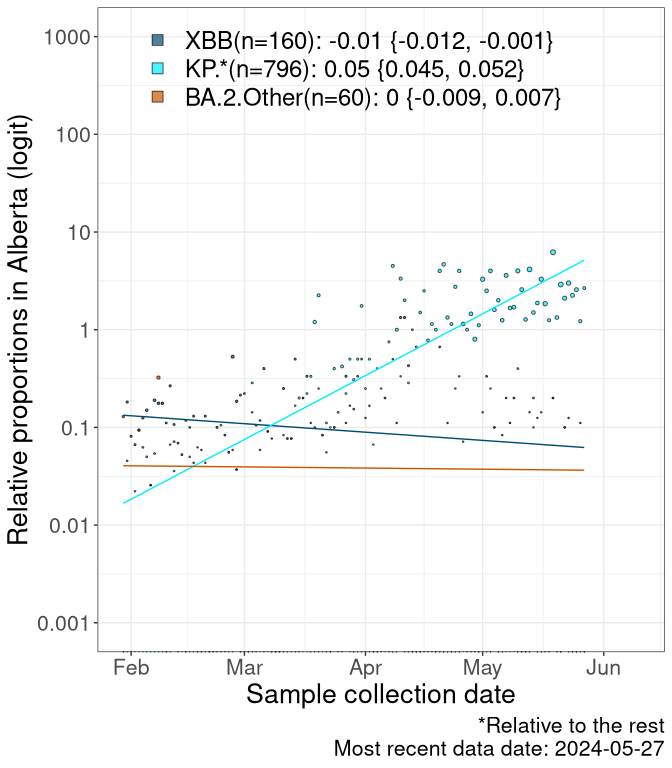 XBB(n=160): -0.01 {-0.012, -0.001}
KP.*(n=796): 0.05 {0.045, 0.052}
BA.2.Other(n=60): 0 {-0.009, 0.007}
Relative proportions in Alberta (logit)
1000
100
10
1
0.1
0.01
0.001
Feb Mar Apr May Jun
Sample collection date
*Relative to the rest
Most recent data date: 2024-05-27